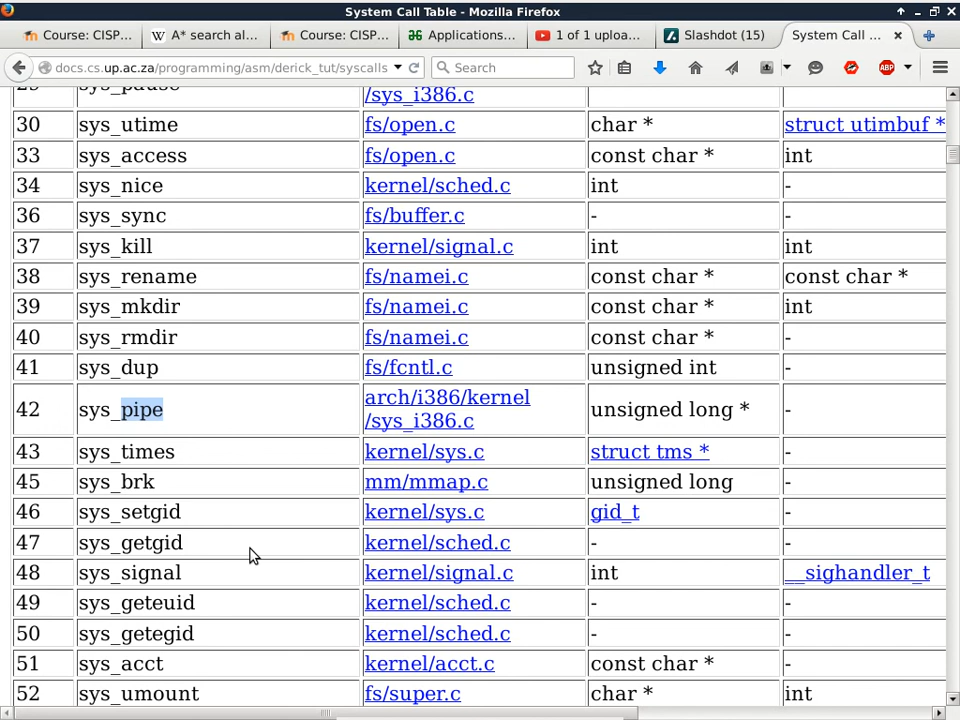 System Call Table - Mozilla Firefox
Course: CISP... A* search al... Course: CISP... Applications... 1 of 1 uploa... Slashdot (15) System Call ...
docs.cs.up.ac.za/programming/asm/derick_tut/syscalls Search ABP
/sys_i386.c
30 sys_utime fs/open.c char * struct utimbuf *
33 sys_access fs/open.c const char * int
34 sys_nice kernel/sched.c int -
36 sys_sync fs/buffer.c - -
37 sys_kill kernel/signal.c int int
38 sys_rename fs/namei.c const char * const char *
39 sys_mkdir fs/namei.c const char * int
40 sys_rmdir fs/namei.c const char * -
41 sys_dup fs/fcntl.c unsigned int -
42 sys_pipe arch/i386/kernel
/sys_i386.c unsigned long * -
43 sys_times kernel/sys.c struct tms * -
45 sys_brk mm/mmap.c unsigned long -
46 sys_setgid kernel/sys.c gid_t -
47 sys_getgid kernel/sched.c - -
48 sys_signal kernel/signal.c int __sighandler_t
49 sys_geteuid kernel/sched.c - -
50 sys_getegid kernel/sched.c - -
51 sys_acct kernel/acct.c const char * -
52 sys_umount fs/super.c char * int